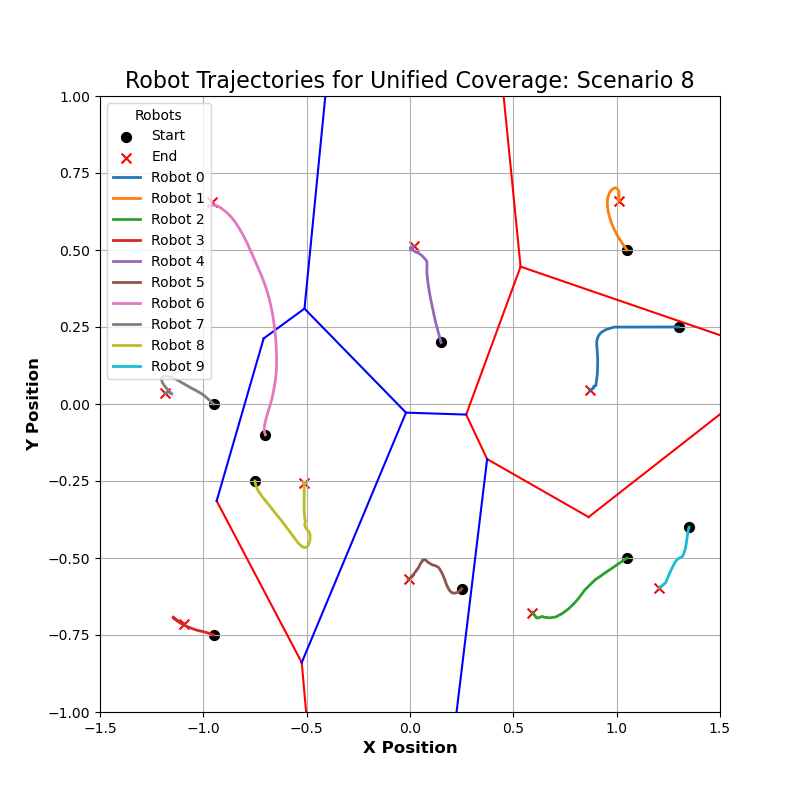 Robot Trajectories for Unified Coverage: Scenario 8
Robots
Start
End
Robot 0
Robot 1
Robot 2
Robot 3
Robot 4
Robot 5
Robot 6
Robot 7
Robot 8
Robot 9
1.00
0.75
0.50
0.25
0.00
−0.25
−0.50
−0.75
−1.00
Y Position
−1.5
−1.0
−0.5
0.0
0.5
1.0
1.5
X Position